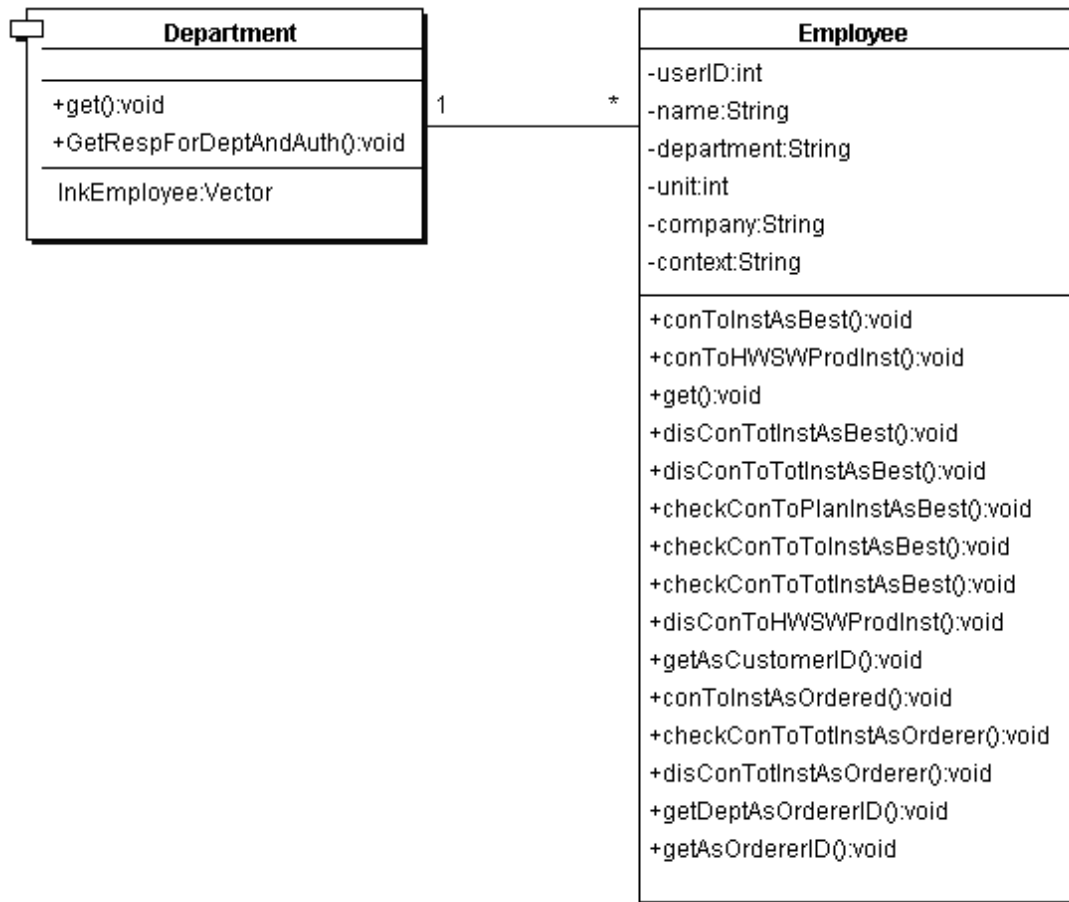 Department
+get():void
+GetRespForDeptAndAuth():void
lnkEmployee:Vector
1
*
Employee
-userID:int
-name:String
-department:String
-unit:int
-company:String
-context:String
+conToInstAsBest():void
+conToHWSWProdInst():void
+get():void
+disConTotInstAsBest():void
+disConToTotInstAsBest():void
+checkConToPlanInstAsBest():void
+checkConToToInstAsBest():void
+checkConToTotInstAsBest():void
+disConToHWSWProdInst():void
+getAsCustomerID():void
+conToInstAsOrdered():void
+checkConToTotInstAsOrderer():void
+disConTotInstAsOrderer():void
+getDeptAsOrdererID():void
+getAsOrdererID():void